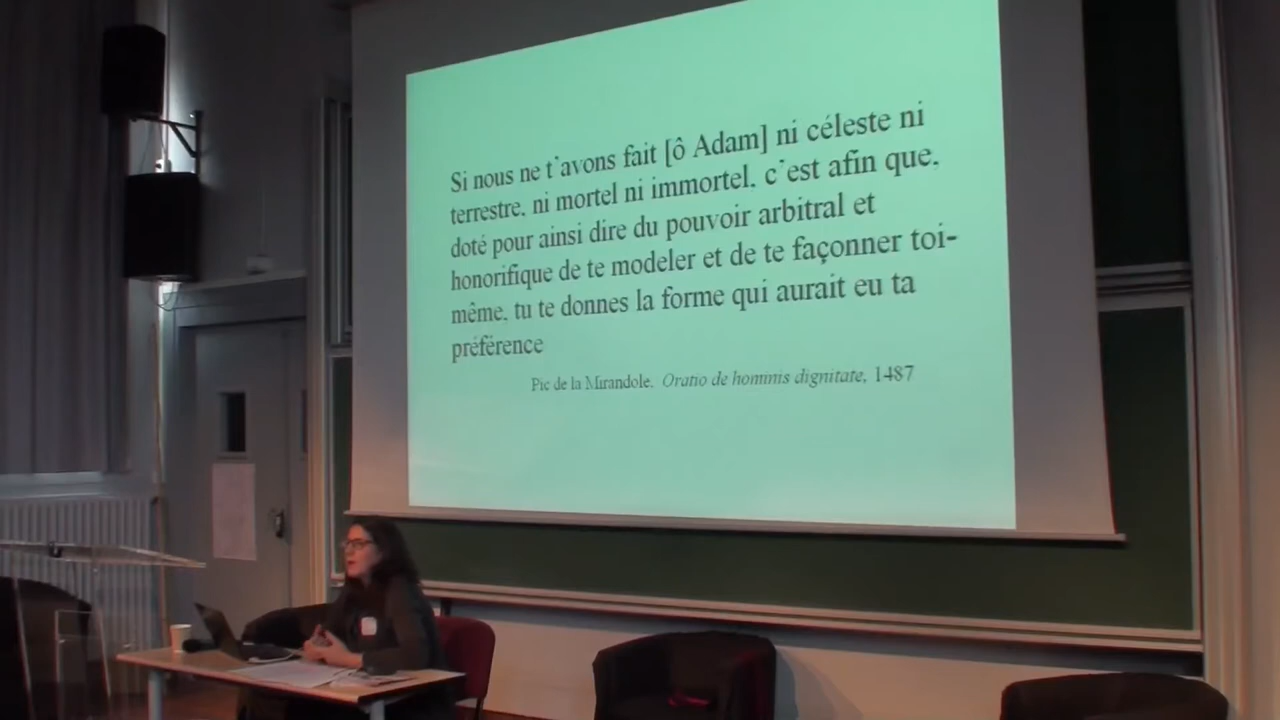 Si nous ne t'avons fait [ô Adam] ni céleste ni
terrestre, ni mortel ni immortel, c'est afin que,
doté pour ainsi dire du pouvoir arbitral et
honorifique de te modeler et de te façonner toi-
même, tu te donnes la forme qui aurait eu ta
préférence
Pic de la Mirandole, Oratio de hominis dignitate, 1487